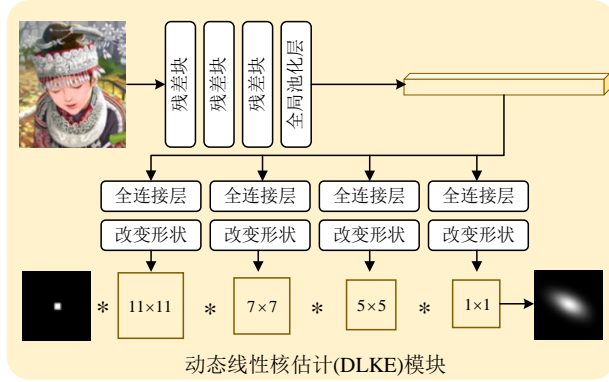 残差块
残差块
残差块
全局池化层
全连接层 全连接层 全连接层 全连接层
改变形状 改变形状 改变形状 改变形状
* 11×11 * 7×7 * 5×5 * 1×1
动态线性核估计(DLKE)模块